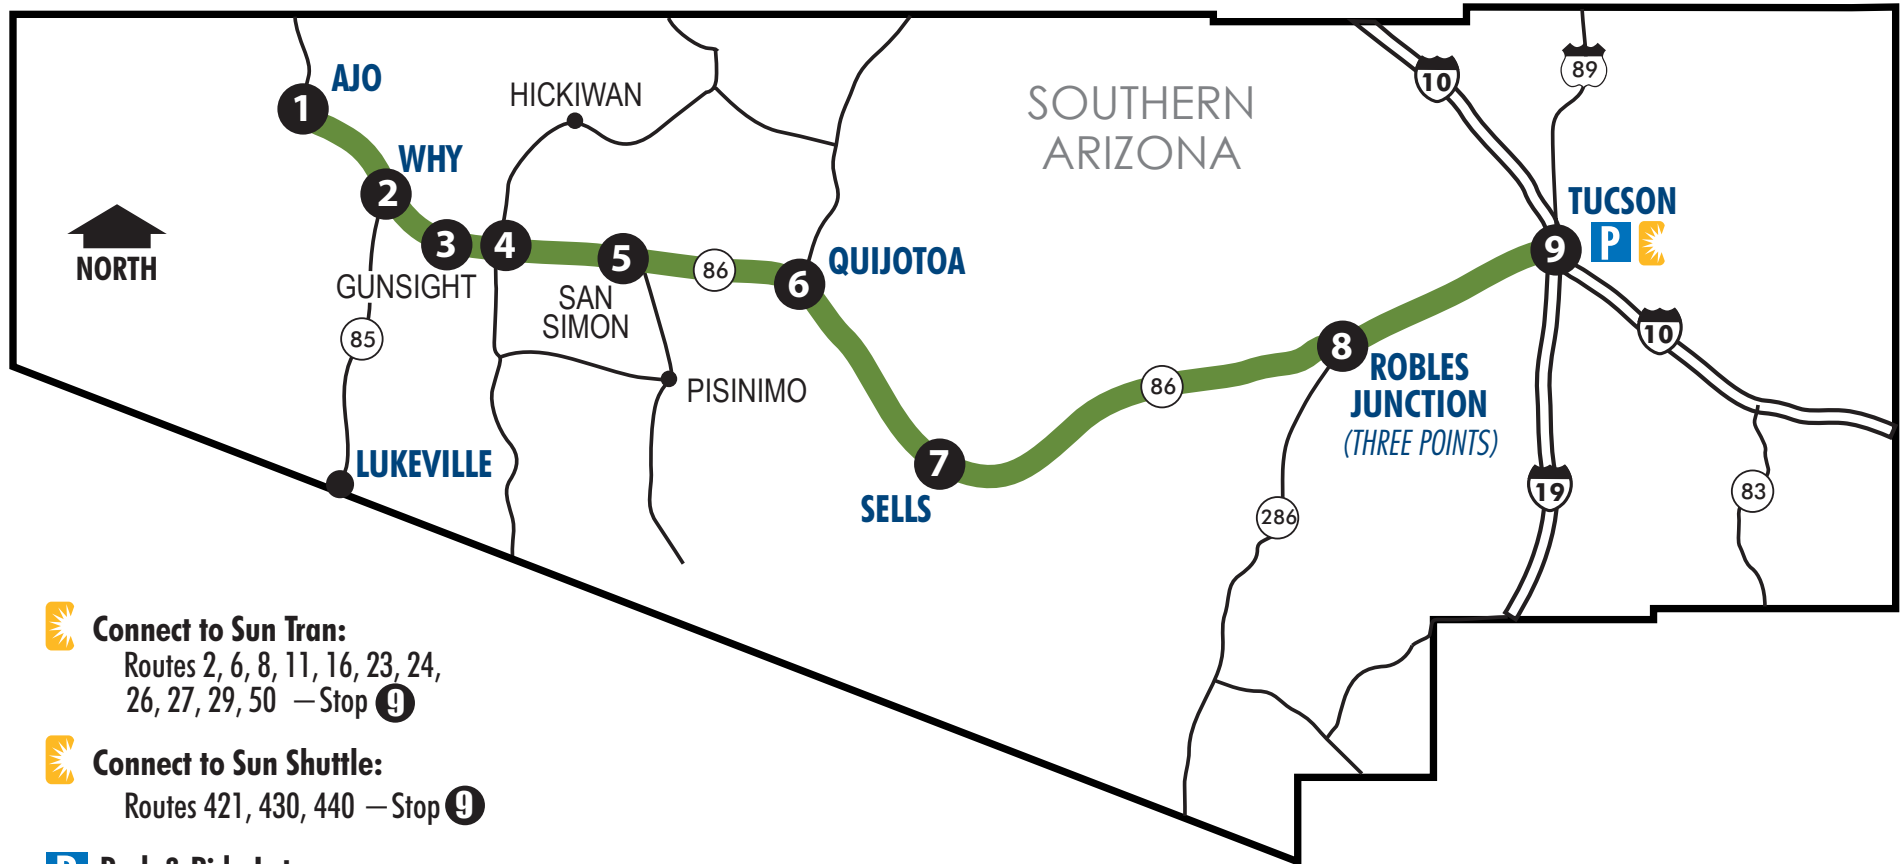 AJO
1
WHY
2
HICKIWAN
SOUTHERN
ARIZONA
10
89
TUCSON
P
9
NORTH
3
4
5
86
6
QUIJOTOA
GUNSIGHT
SAN
SIMON
85
PISINIMO
86
8
ROBLES
JUNCTION
(THREE POINTS)
10
LUKEVILLE
7
SELLS
286
19
83
Connect to Sun Tran:
Routes 2, 6, 8, 11, 16, 23, 24,
26, 27, 29, 50 – Stop 9
Connect to Sun Shuttle:
Routes 421, 430, 440 – Stop 9